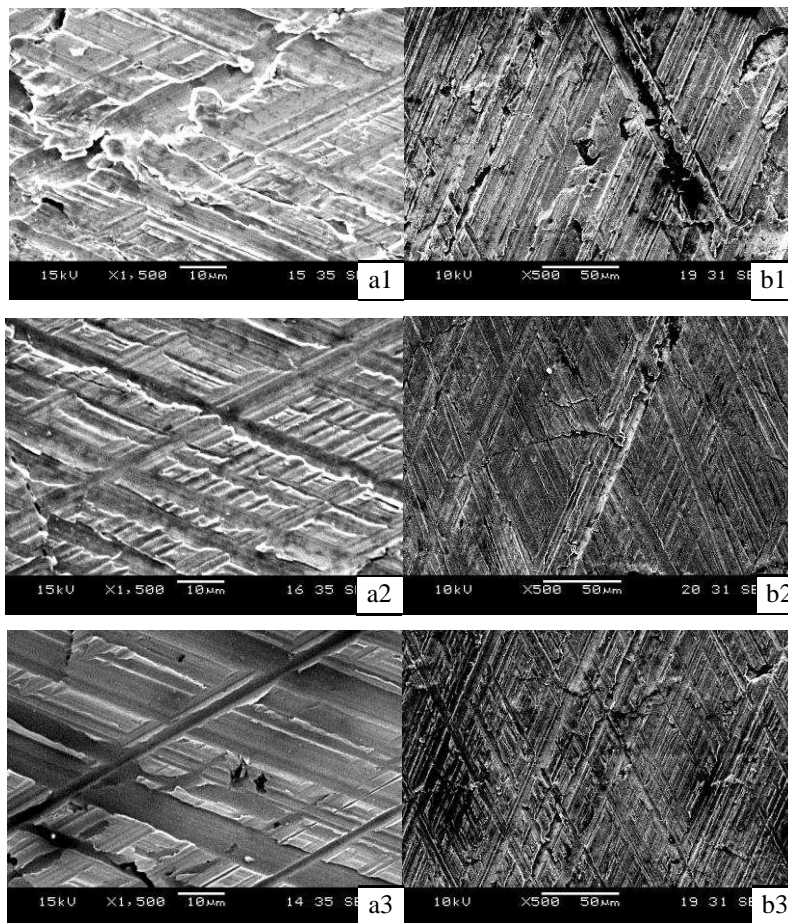 15kV X1,500 10µm 15 35 SE
a1
10kV X500 50µm 19 31 SE
b1
15kV X1,500 10µm 16 35 SE
a2
10kV X500 50µm 20 31 SE
b2
15kV X1,500 10µm 14 35 SE
a3
10kV X500 50µm 19 31 SE
b3